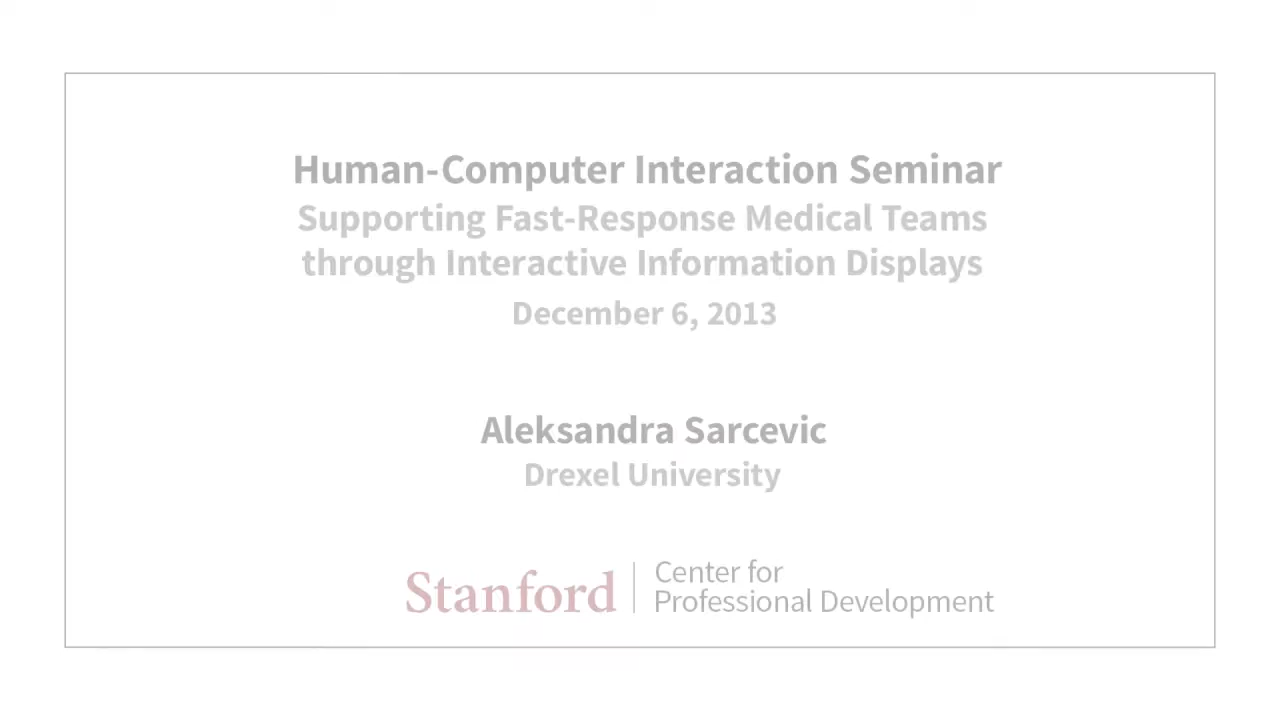 Human-Computer Interaction Seminar
Supporting Fast-Response Medical Teams
through Interactive Information Displays
December 6, 2013
Aleksandra Sarcevic
Drexel University
Stanford
Center for
Professional Development